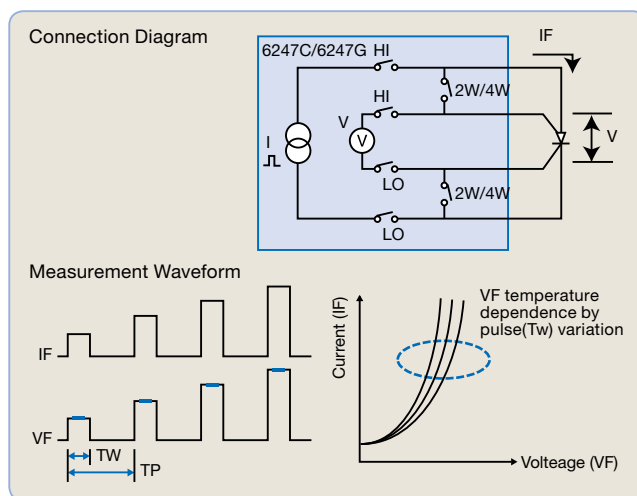 Connection Diagram
6247C/6247G
HI
IF
2W/4W
HI
V
V
V
I
LO
2W/4W
LO
Measurement Waveform
IF
VF
TW
TP
Current (IF)
VF temperature
dependence by
pulse(Tw) variation
Volteage (VF)